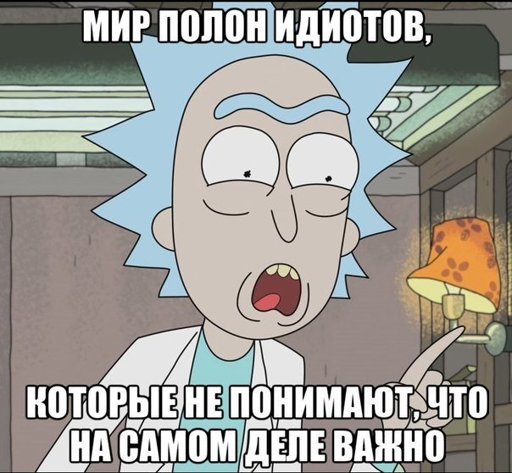 МИР ПОЛОН ИДИОТОВ,
КОТОРЫЕ НЕ ПОНИМАЮТ, ЧТО
НА САМОМ ДЕЛЕ ВАЖНО